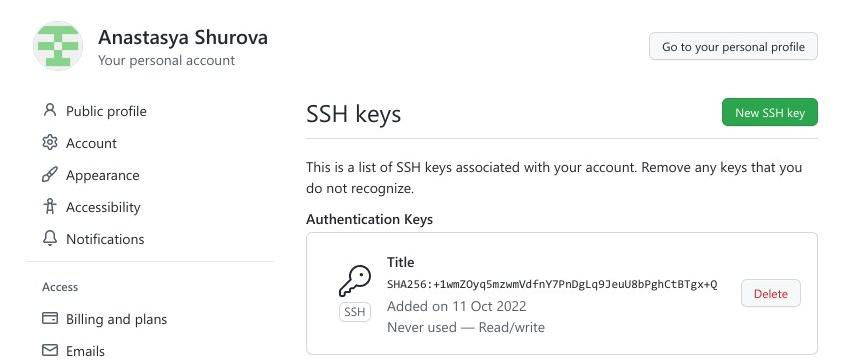 Anastasya Shurova
Your personal account
Go to your personal profile
Public profile
Account
Appearance
Accessibility
Notifications
Access
Billing and plans
Emails
SSH keys
New SSH key
This is a list of SSH keys associated with your account. Remove any keys that you
do not recognize.
Authentication Keys
SSH
Title
SHA256:+1wmZOyq5mzwmVdfnY7PnDgLq9JeuU8bPghCtBTgx+Q
Added on 11 Oct 2022
Never used — Read/write
Delete